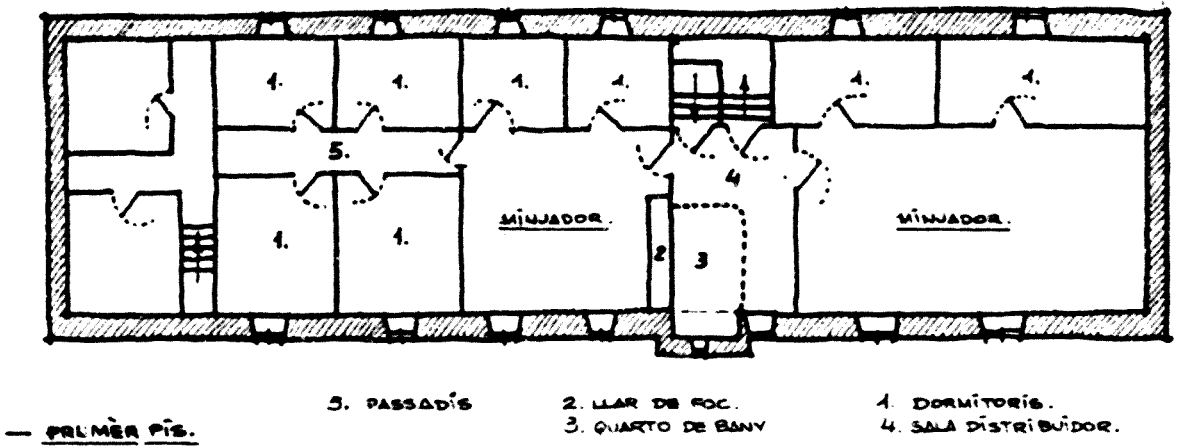 1. 1. 1. 1. 1. 1.
5.
4
MINJADOR. MINJADOR.
1. 1. 2 3
5. PASSADÍS 2. LLAR DE FOC. 1. DORMITORIS.
3. QUARTO DE BANY 4. SALA DISTRIBUIDOR.
— PRIMÈR PIS.